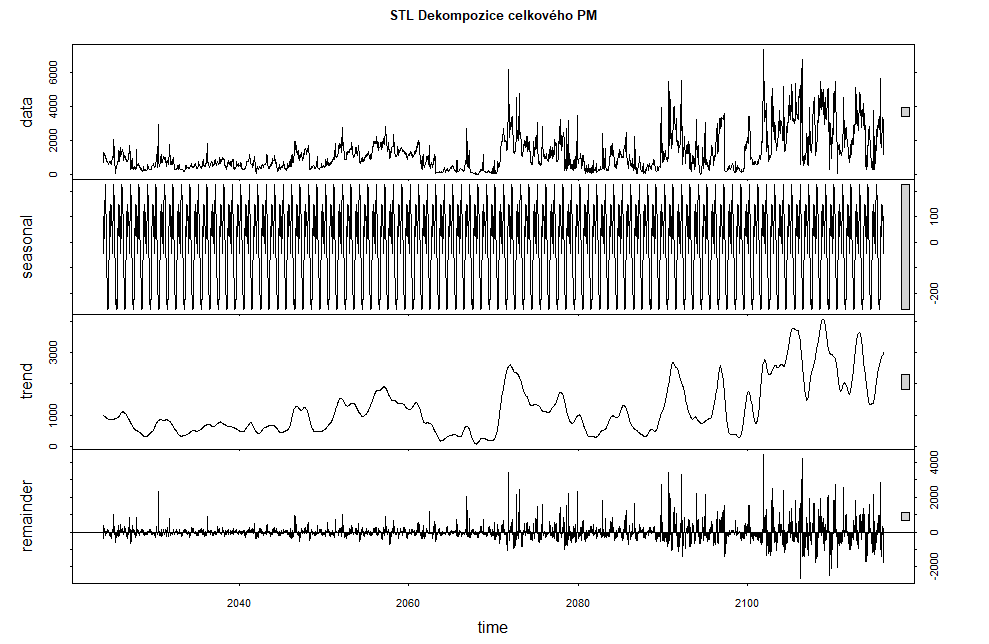 STL Dekompozice celkového PM
data
0 2000 4000 6000
seasonal
-200 0 100
trend
0 1000 3000
remainder
-2000 0 2000 4000
2040 2060 2080 2100
time